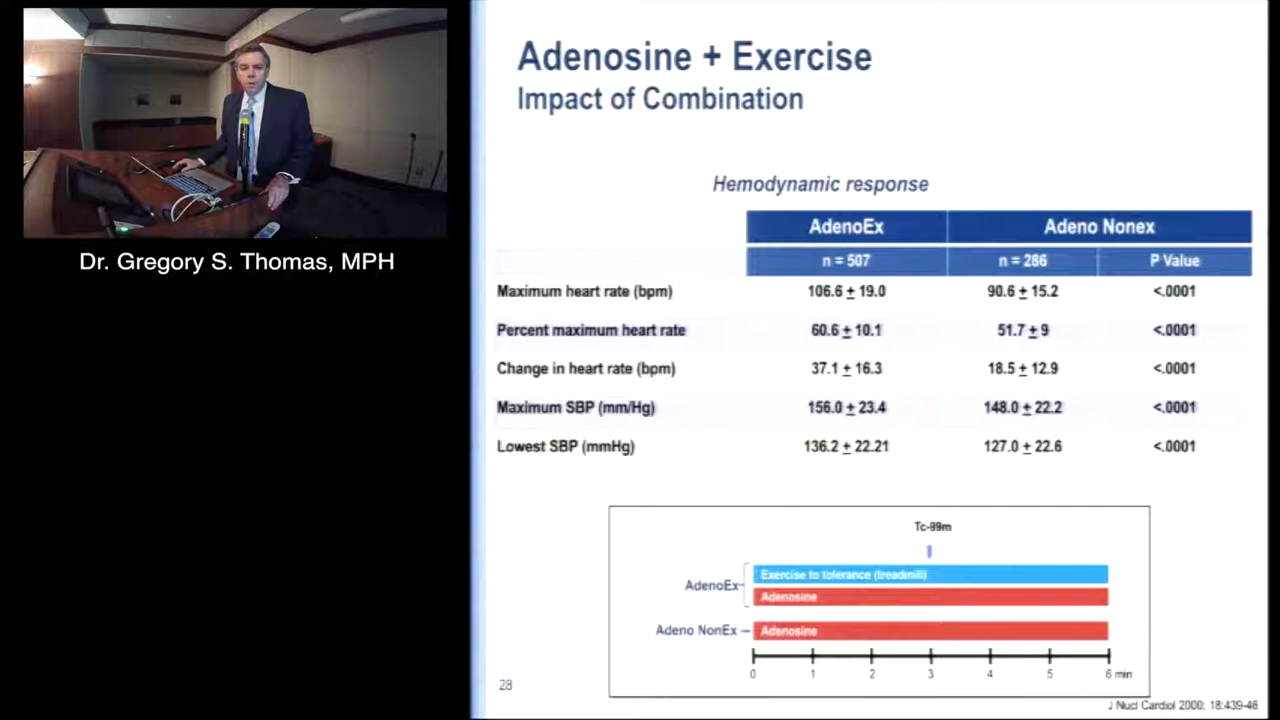 Dr. Gregory S. Thomas, MPH
Adenosine + Exercise
Impact of Combination
Hemodynamic response
AdenoEx Adeno Nonex
n = 507 n = 286 P Value
Maximum heart rate (bpm) 106.6 ± 19.0 90.6 ± 15.2 <.0001
Percent maximum heart rate 60.6 ± 10.1 51.7 ± 9 <.0001
Change in heart rate (bpm) 37.1 ± 16.3 18.5 ± 12.9 <.0001
Maximum SBP (mm/Hg) 156.0 ± 23.4 148.0 ± 22.2 <.0001
Lowest SBP (mmHg) 136.2 ± 22.21 127.0 ± 22.6 <.0001
Tc-99m
Exercise to tolerance (treadmill)
AdenoEx
Adenosine
Adeno NonEx Adenosine
0 1 2 3 4 5 6 min
28
J Nucl Cardiol 2000; 18:439-46